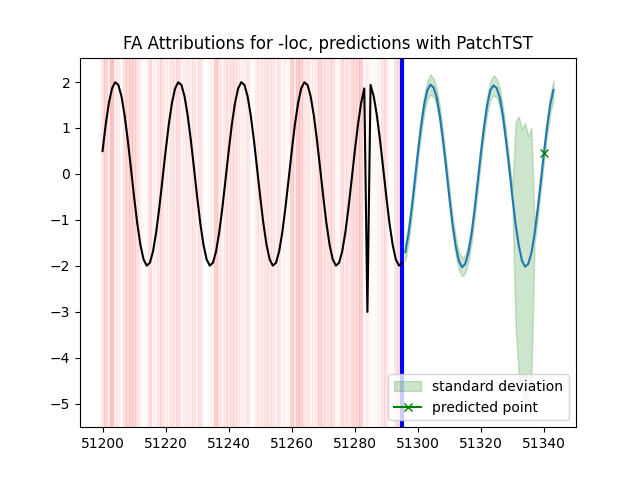 FA Attributions for -loc, predictions with PatchTST
2
1
0
−1
−2
−3
−4
−5
standard deviation
predicted point
51200 51220 51240 51260 51280 51300 51320 51340